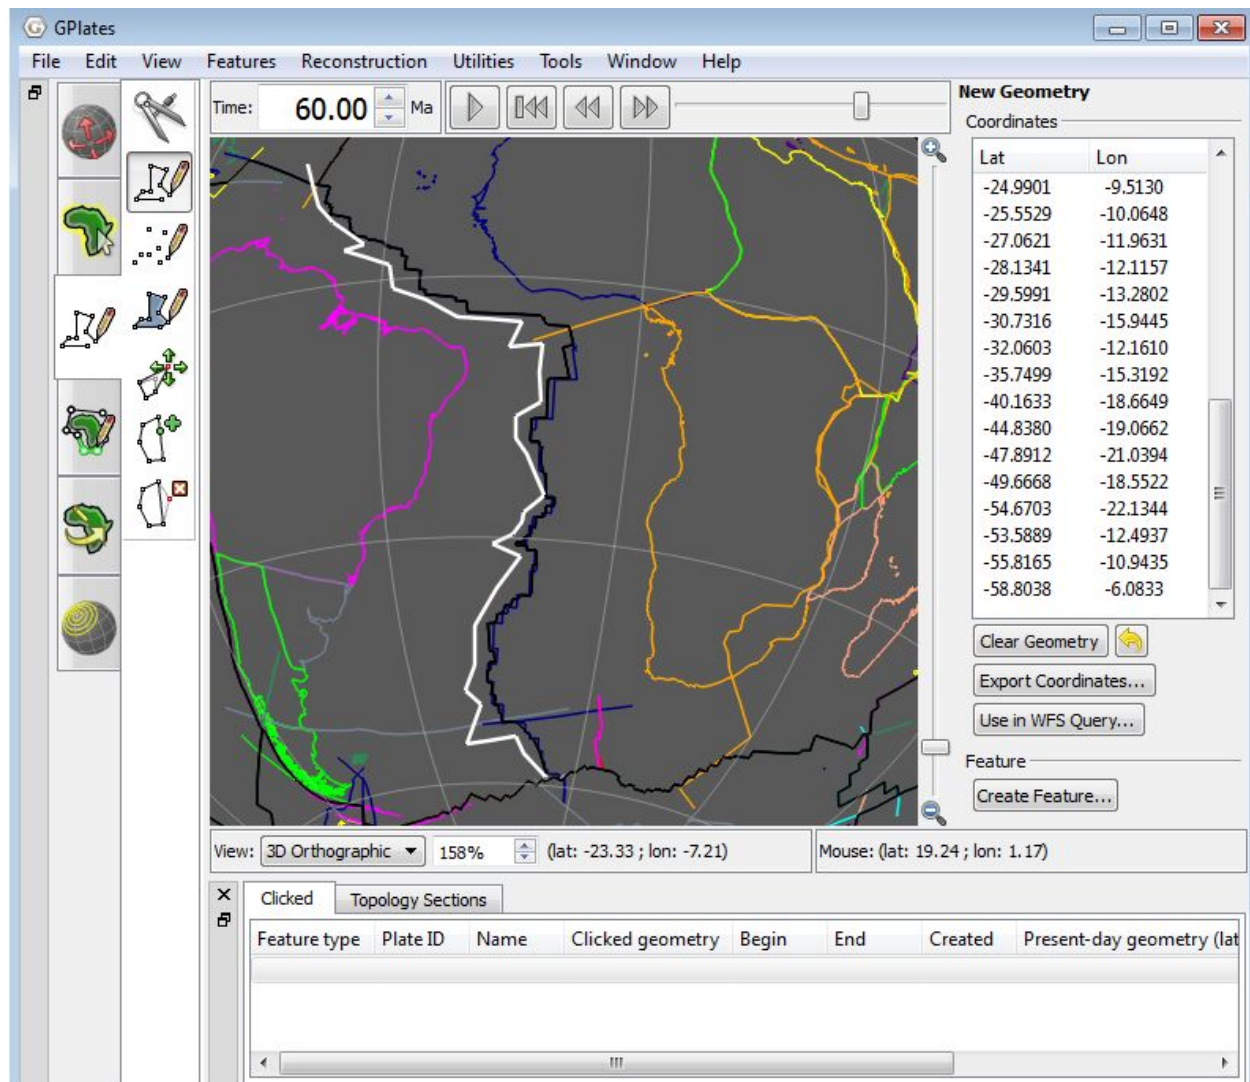 GPlates
File Edit View Features Reconstruction Utilities Tools Window Help
Time: 60.00 Ma
New Geometry
Coordinates
Lat Lon
-24.9901 -9.5130
-25.5529 -10.0648
-27.0621 -11.9631
-28.1341 -12.1157
-29.5991 -13.2802
-30.7316 -15.9445
-32.0603 -12.1610
-35.7499 -15.3192
-40.1633 -18.6649
-44.8380 -19.0662
-47.8912 -21.0394
-49.6668 -18.5522
-54.6703 -22.1344
-53.5889 -12.4937
-55.8165 -10.9435
-58.8038 -6.0833
Clear Geometry
Export Coordinates...
Use in WFS Query...
Feature
Create Feature...
View: 3D Orthographic 158% (lat: -23.33 ; lon: -7.21) Mouse: (lat: 19.24 ; lon: 1.17)
Clicked Topology Sections
Feature type Plate ID Name Clicked geometry Begin End Created Present-day geometry (lat